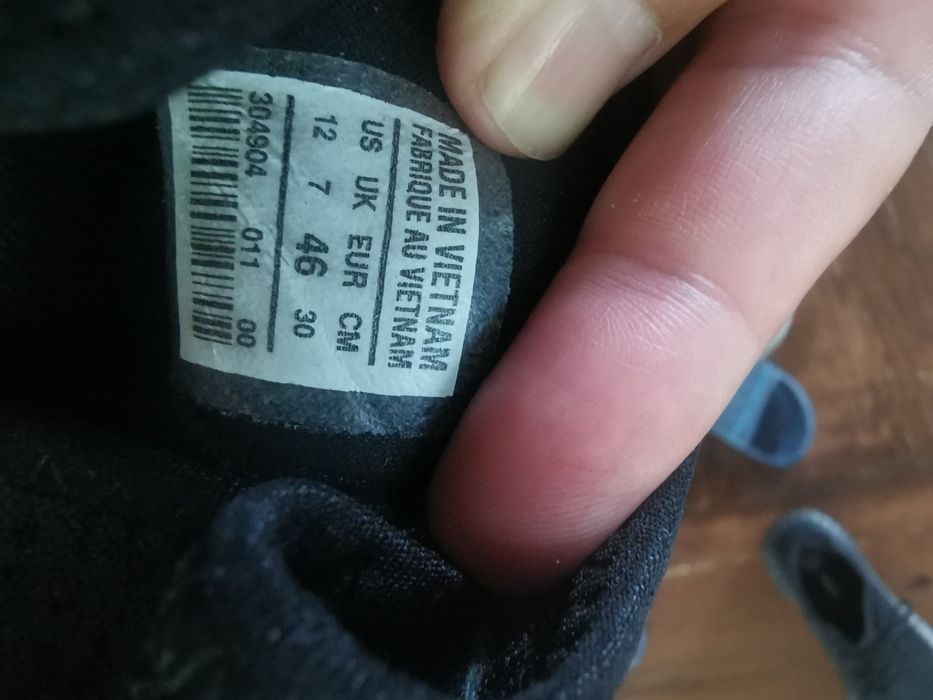 MADE IN VIETNAM
FABRIQUE AU VIETNAM
US UK EUR CM
12 7 46 30
304904 011 00